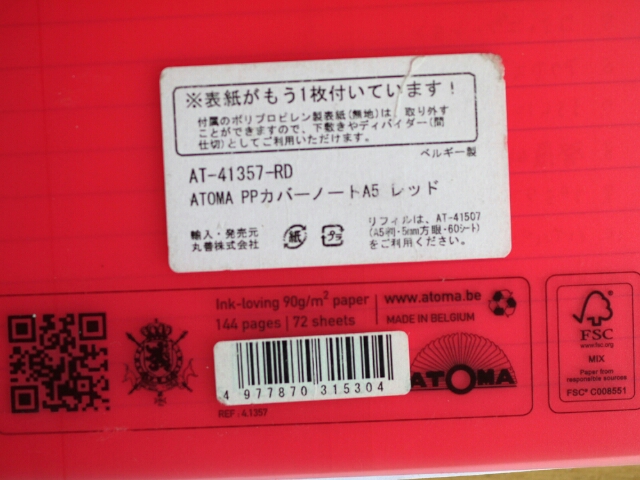 ※表紙がもう1枚付いています!
付属のポリプロピレン製表紙(無地)は、取り外す
ことができますので、下敷きやディバイダー(間
仕切)としてご利用いただけます。
ベルギー製
AT-41357-RD
ATOMA PPカバーノートA5 レッド
輸入・発売元
丸善株式会社
紙
プラ
リフィルは、AT-41507
(A5判・5mm方眼・60シート)
をご利用ください。
Ink-loving 90g/m² paper
144 pages | 72 sheets
www.atoma.be
MADE IN BELGIUM
4 977870 315304
REF: 4.1357
ATOMA
FSC
www.fsc.org
MIX
Paper from
responsible sources
FSC® C008551